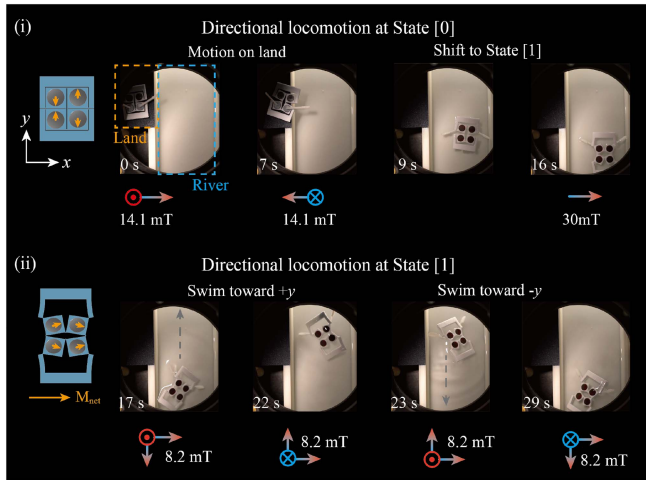 (i)
Directional locomotion at State [0]
Motion on land
Shift to State [1]
y
x
Land
River
0 s
7 s
9 s
16 s
14.1 mT
14.1 mT
30mT
(ii)
Directional locomotion at State [1]
Swim toward +y
Swim toward -y
Mnet
17 s
22 s
23 s
29 s
8.2 mT
8.2 mT
8.2 mT
8.2 mT